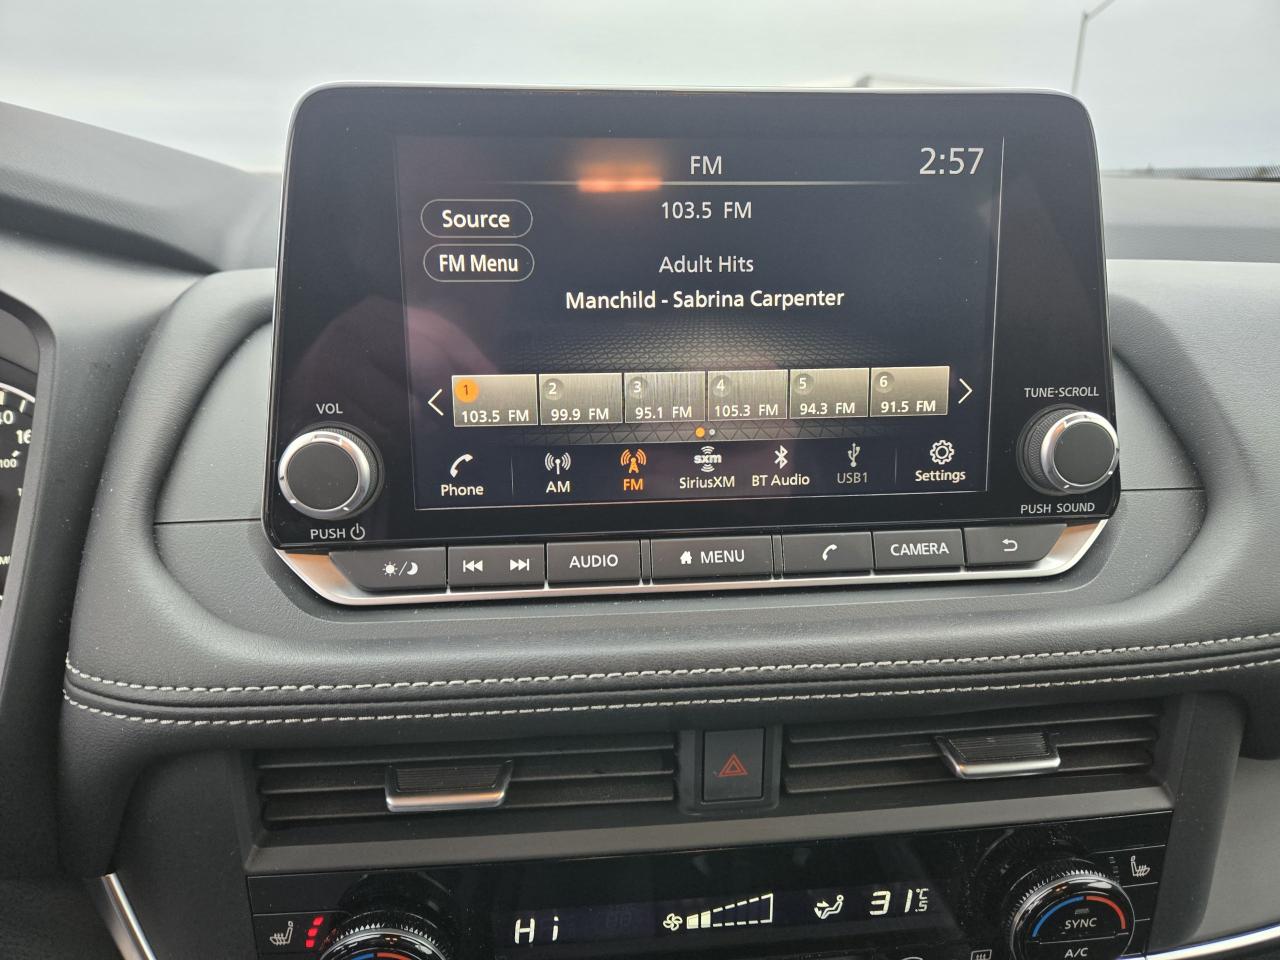 FM
2:57
Source
103.5 FM
FM Menu
Adult Hits
Manchild - Sabrina Carpenter
1
103.5 FM
2
99.9 FM
3
95.1 FM
4
105.3 FM
5
94.3 FM
6
91.5 FM
Phone
AM
FM
sxm
SiriusXM
BT Audio
USB1
Settings
VOL
PUSH
TUNE·SCROLL
PUSH SOUND
AUDIO
MENU
CAMERA
100
Hi
31.5 °C
SYNC
A/C